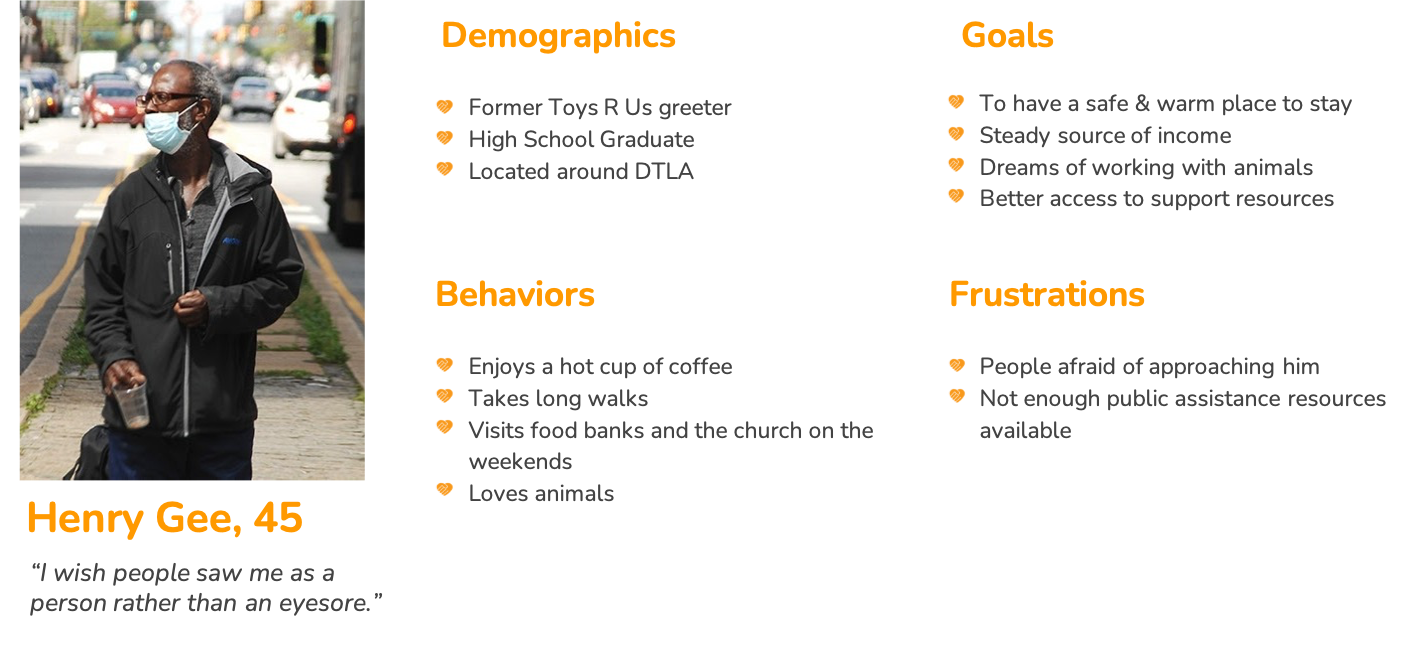 Demographics
Former Toys R Us greeter
High School Graduate
Located around DTLA
Goals
To have a safe & warm place to stay
Steady source of income
Dreams of working with animals
Better access to support resources
Behaviors
Enjoys a hot cup of coffee
Takes long walks
Visits food banks and the church on the
weekends
Loves animals
Frustrations
People afraid of approaching him
Not enough public assistance resources
available
Henry Gee, 45
“I wish people saw me as a
person rather than an eyesore.”